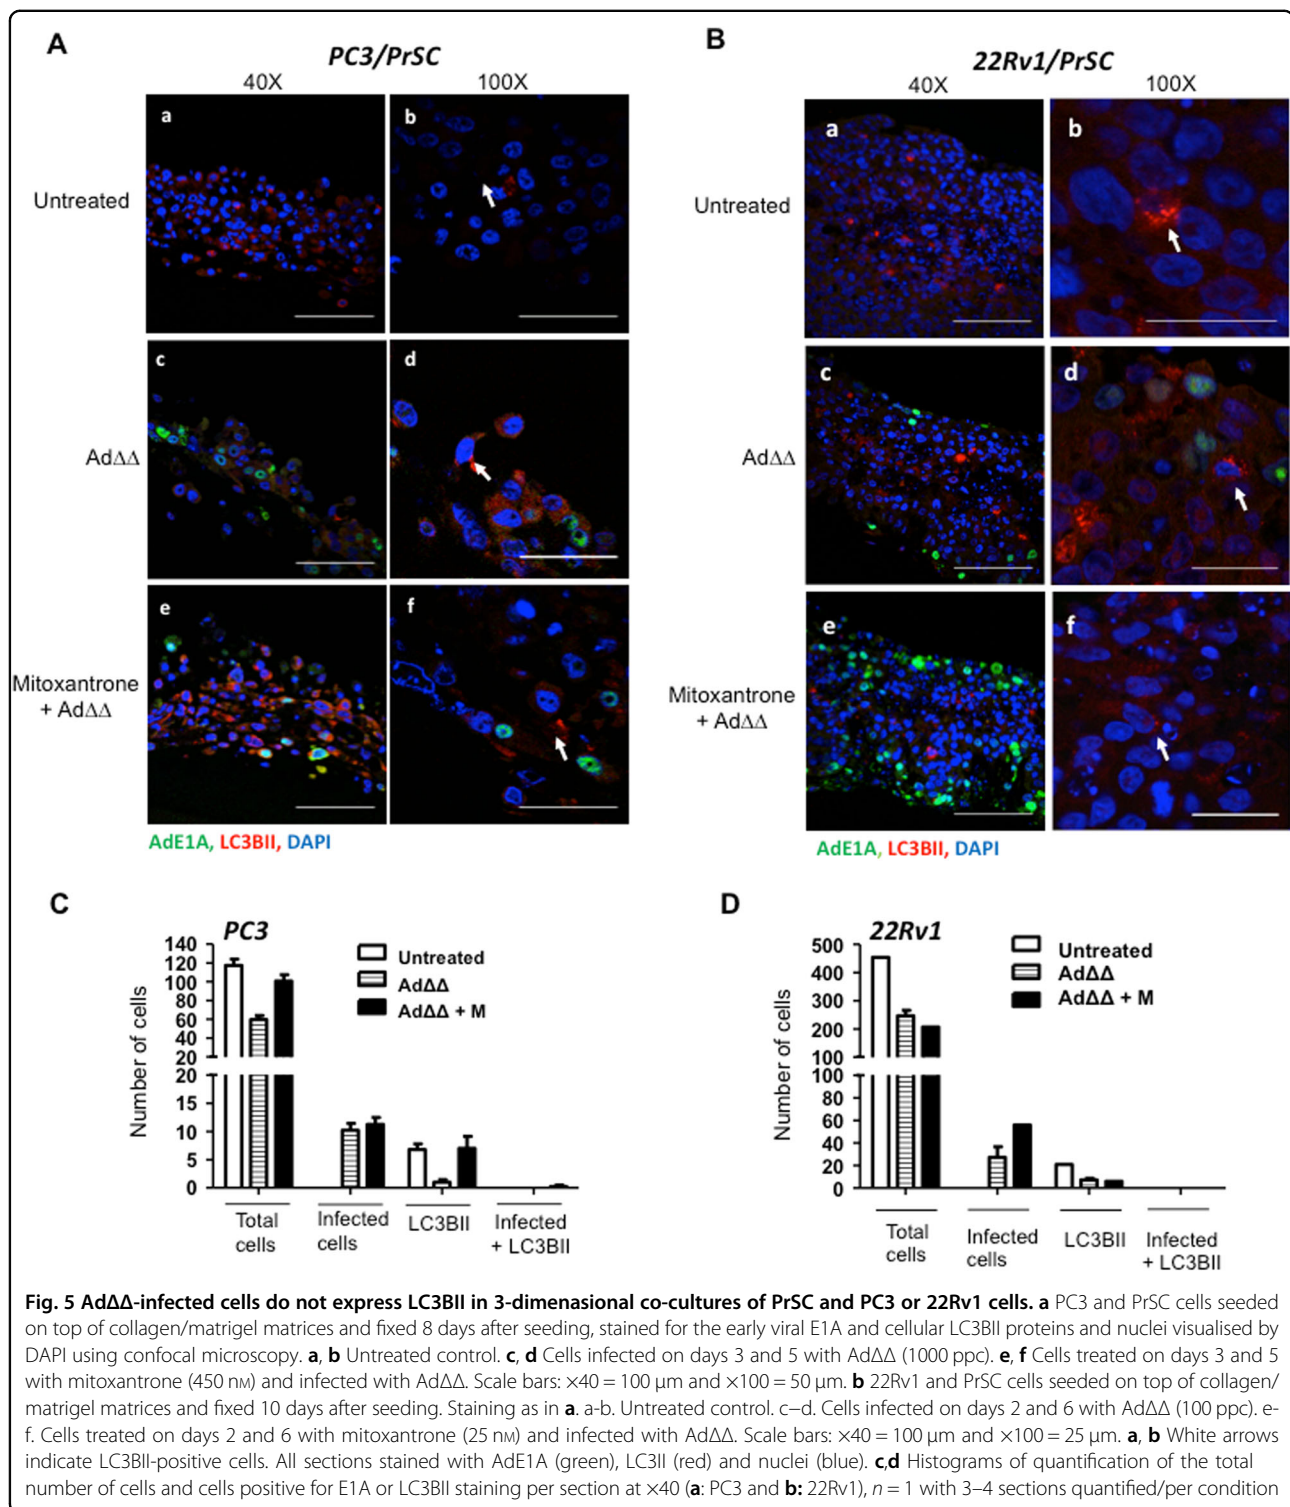 A
PC3/PrSC
40X 100X
a b
Untreated
c d
AdΔΔ
e f
Mitoxantrone
+ AdΔΔ
AdE1A, LC3BII, DAPI
B
22Rv1/PrSC
40X 100X
a b
Untreated
c d
AdΔΔ
e f
Mitoxantrone
+ AdΔΔ
AdE1A, LC3BII, DAPI
C
PC3
Number of cells
140
120
100
80
60
40
20
20
15
10
5
0
Untreated
AdΔΔ
AdΔΔ + M
Total
cells
Infected
cells
LC3BII
Infected
+ LC3BII
D
22Rv1
Number of cells
500
400
300
200
100
100
80
60
40
20
0
Untreated
AdΔΔ
AdΔΔ + M
Total
cells
Infected
cells
LC3BII
Infected
+ LC3BII
Fig. 5 AdΔΔ-infected cells do not express LC3BII in 3-dimenasional co-cultures of PrSC and PC3 or 22Rv1 cells. a PC3 and PrSC cells seeded
on top of collagen/matrigel matrices and fixed 8 days after seeding, stained for the early viral E1A and cellular LC3BII proteins and nuclei visualised by
DAPI using confocal microscopy. a, b Untreated control. c, d Cells infected on days 3 and 5 with AdΔΔ (1000 ppc). e, f Cells treated on days 3 and 5
with mitoxantrone (450 nM) and infected with AdΔΔ. Scale bars: ×40 = 100 µm and ×100 = 50 µm. b 22Rv1 and PrSC cells seeded on top of collagen/
matrigel matrices and fixed 10 days after seeding. Staining as in a. a-b. Untreated control. c–d. Cells infected on days 2 and 6 with AdΔΔ (100 ppc). e-
f. Cells treated on days 2 and 6 with mitoxantrone (25 nM) and infected with AdΔΔ. Scale bars: ×40 = 100 µm and ×100 = 25 µm. a, b White arrows
indicate LC3BII-positive cells. All sections stained with AdE1A (green), LC3II (red) and nuclei (blue). c,d Histograms of quantification of the total
number of cells and cells positive for E1A or LC3BII staining per section at ×40 (a: PC3 and b: 22Rv1), n = 1 with 3–4 sections quantified/per condition